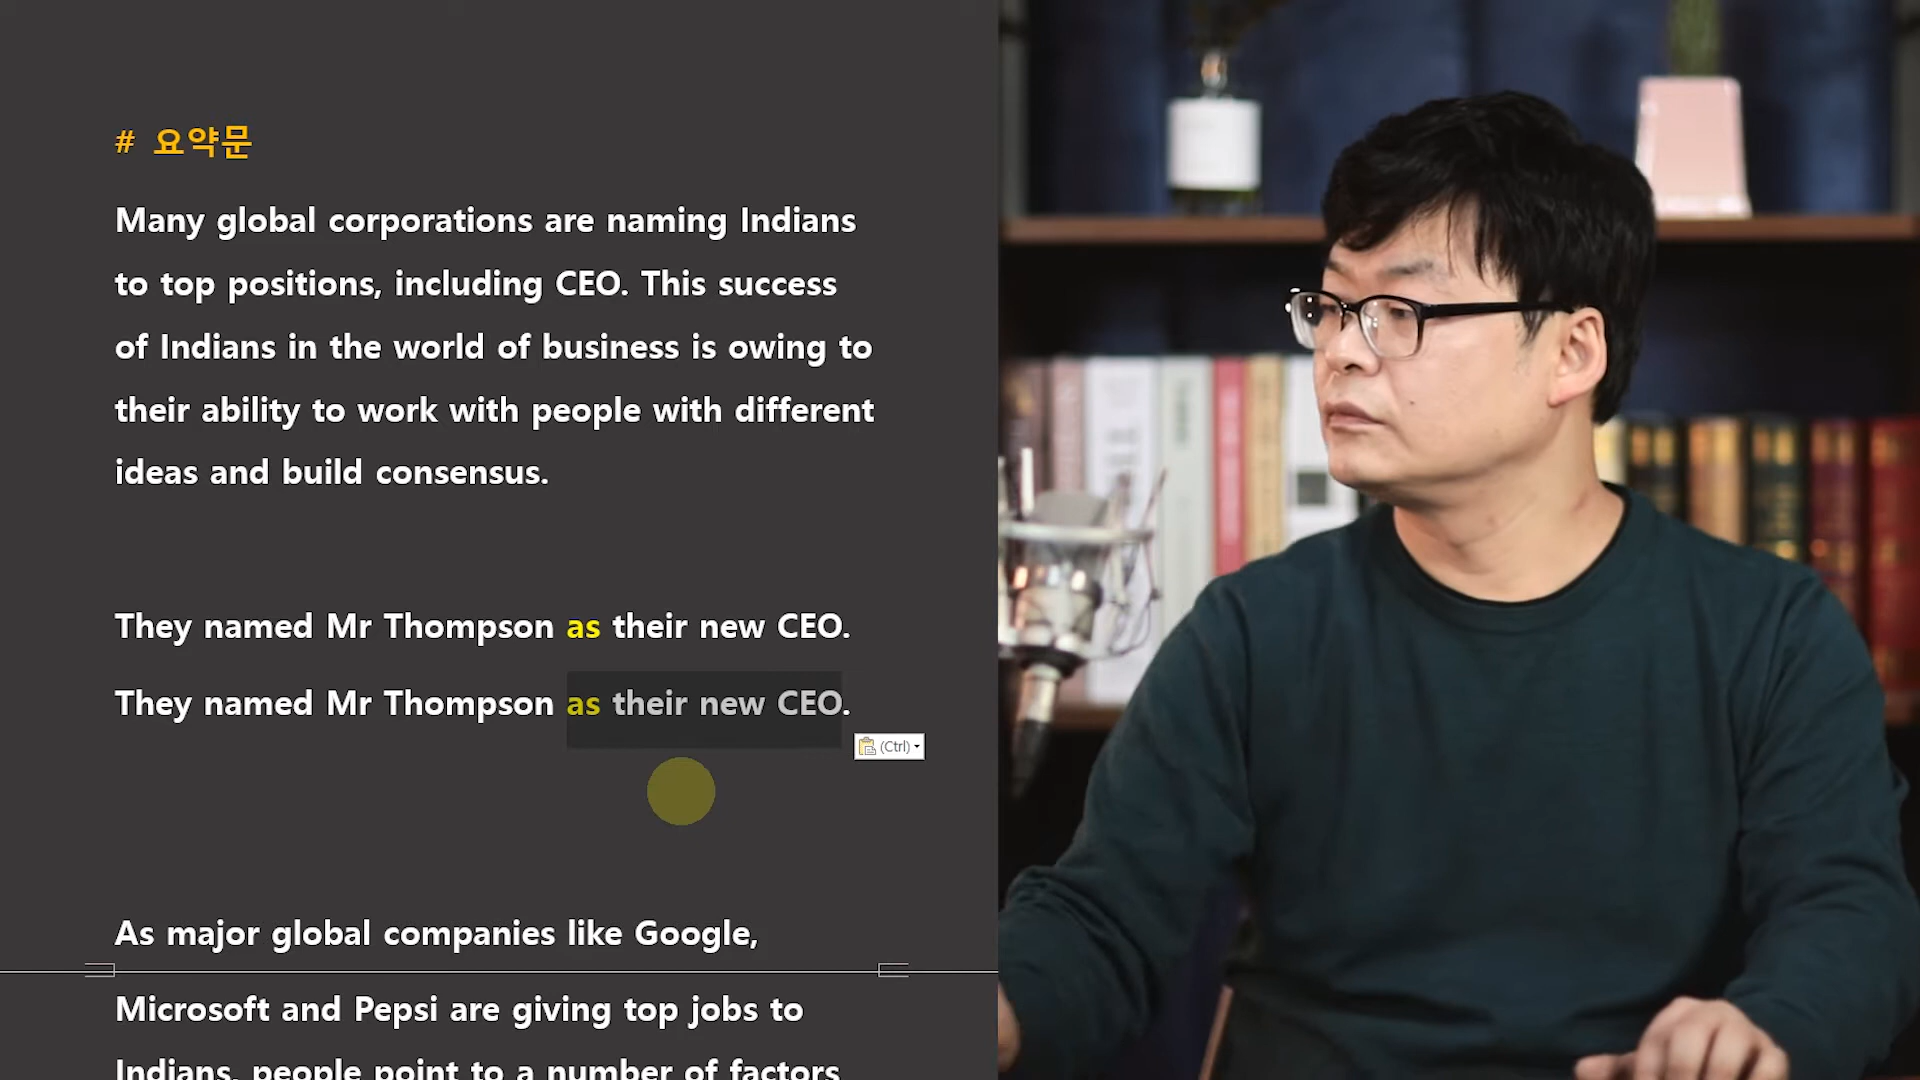 # 요약문
Many global corporations are naming Indians
to top positions, including CEO. This success
of Indians in the world of business is owing to
their ability to work with people with different
ideas and build consensus.
They named Mr Thompson as their new CEO.
They named Mr Thompson as their new CEO.
(Ctrl)
As major global companies like Google,
Microsoft and Pepsi are giving top jobs to
Indians, people point to a number of factors